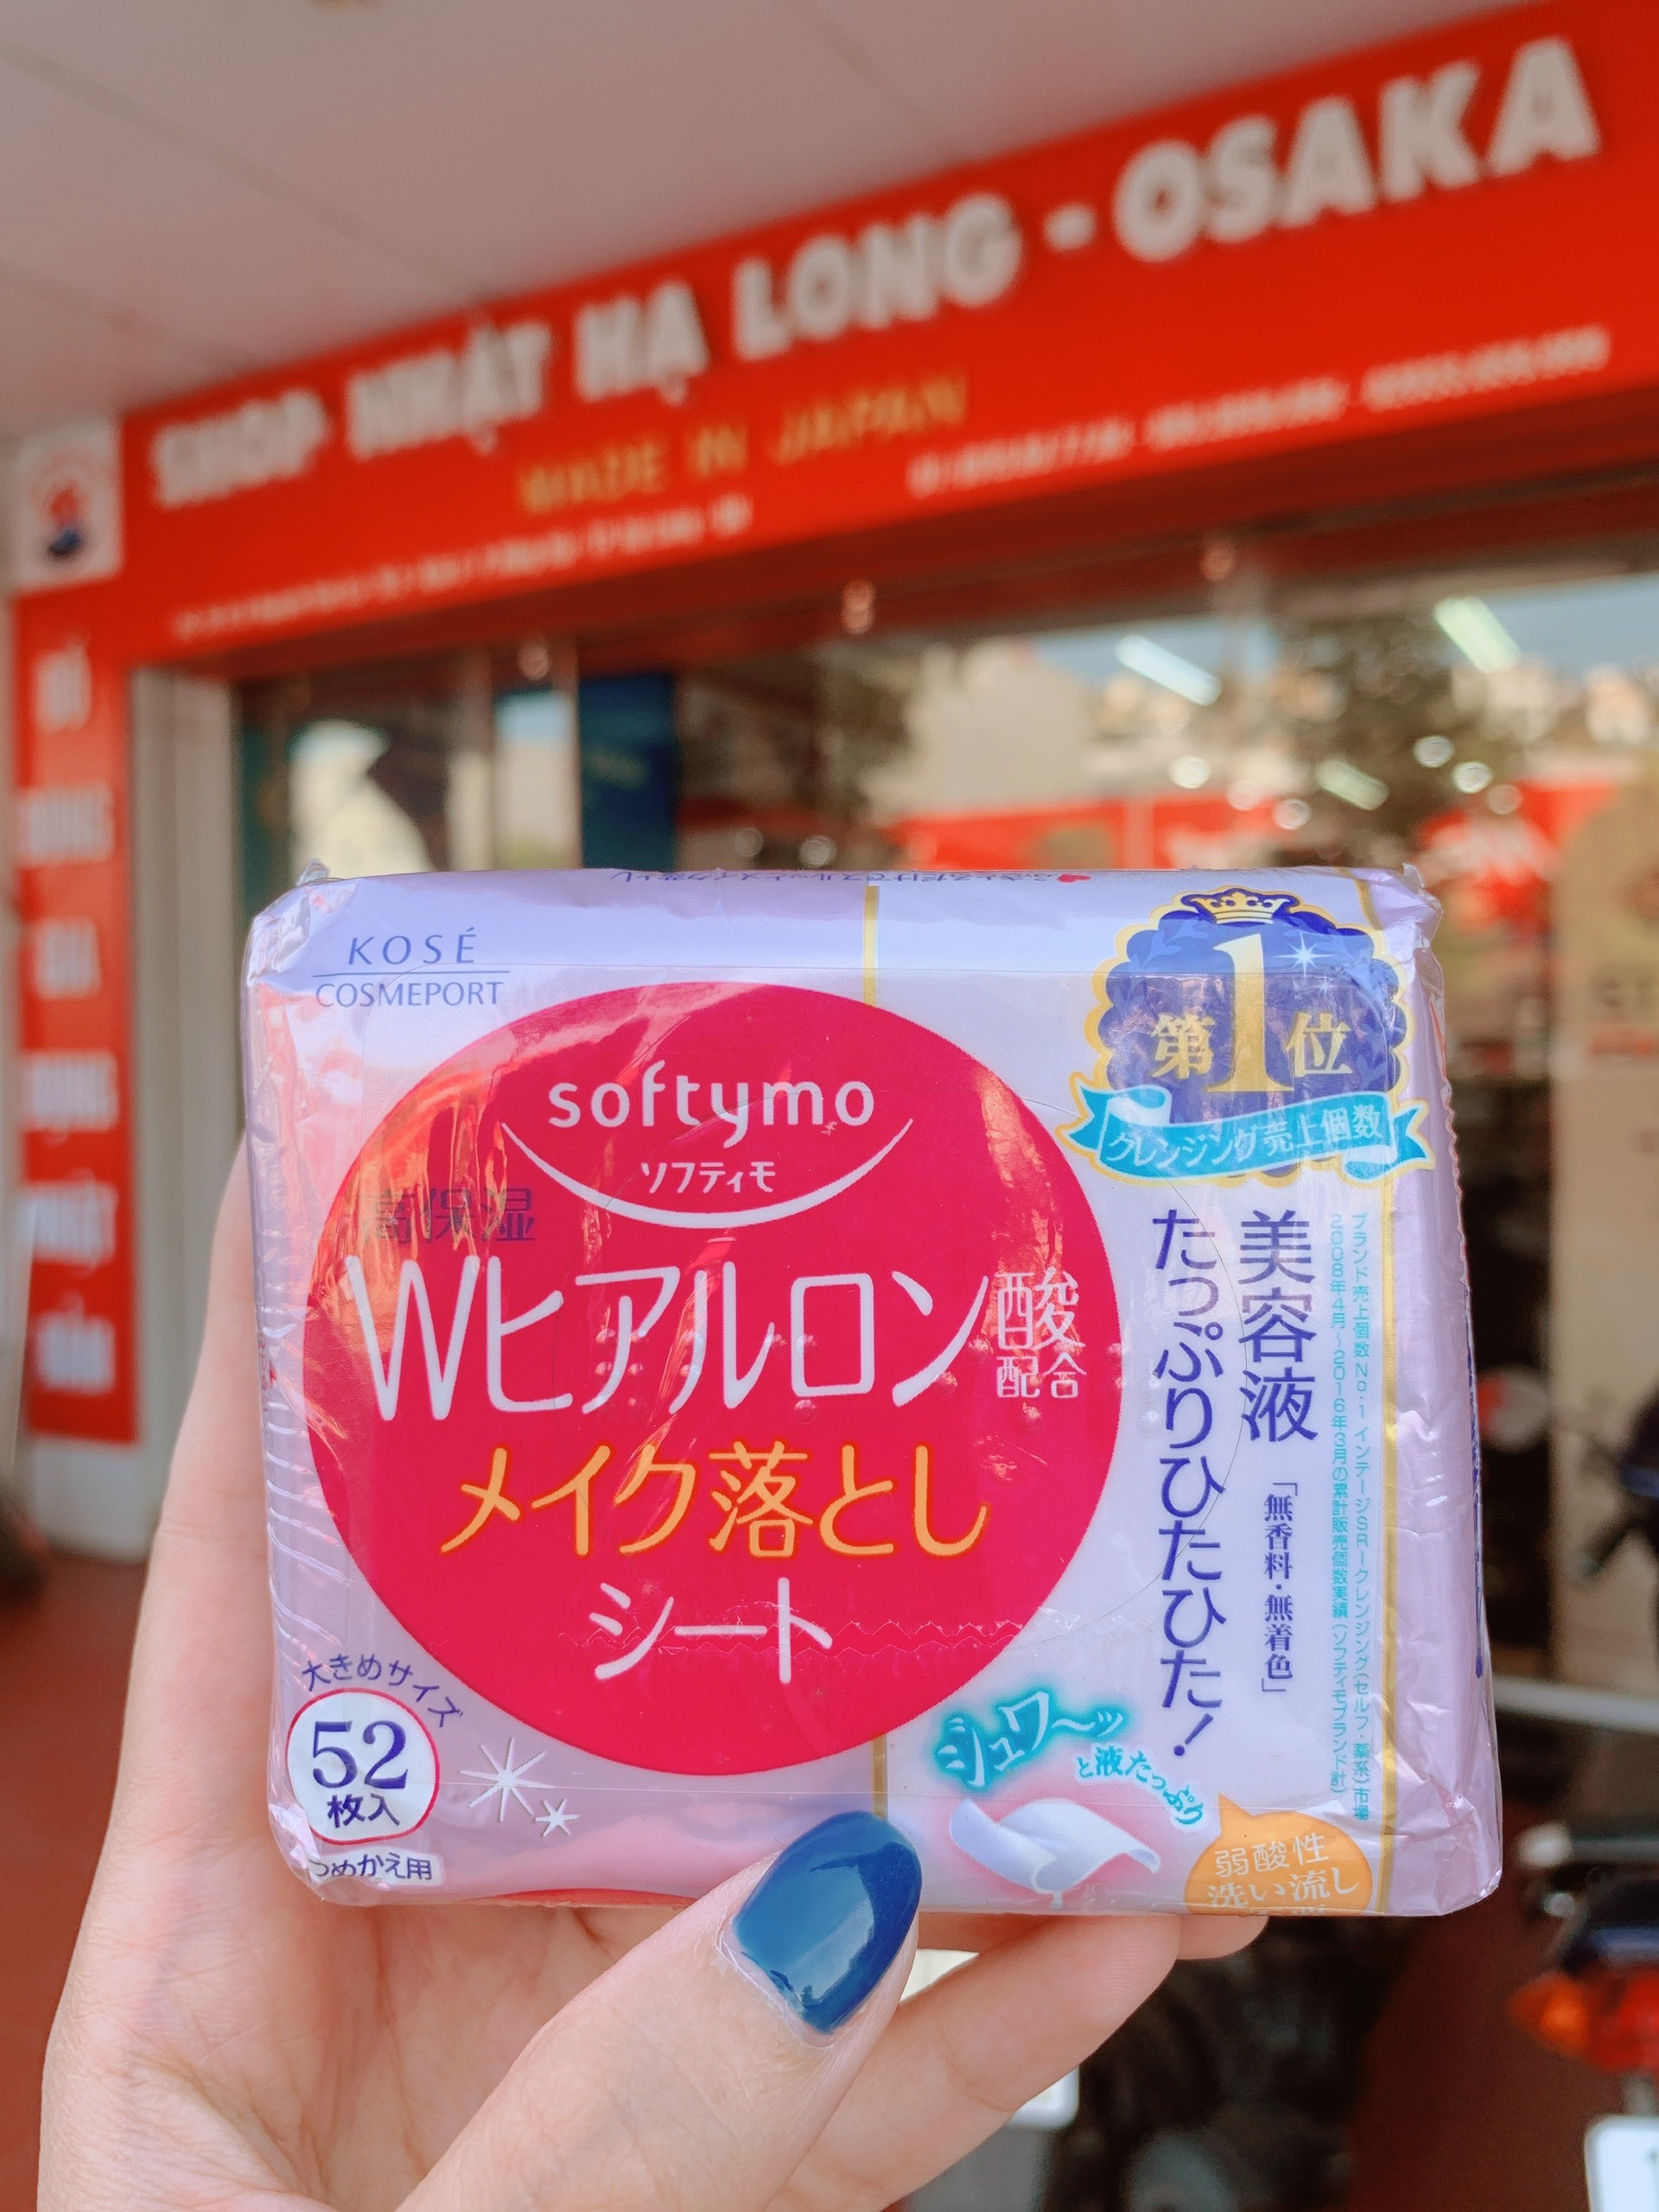 SHOP NHẬT HẠ LONG - OSAKA
MADE IN JAPAN
KOSÉ
COSMEPORT
softymo
ソフティモ
高保湿
Wヒアルロン酸
配合
メイク落とし
シート
大きめサイズ
52
枚入
つめかえ用
第1位
クレンジング売上個数
ブランド売上個数No.1 インテージSRI クレンジング(セルフ・薬系)市場
2008年4月〜2016年3月の累計販売個数実績(ソフティモブランド計)
美容液
「無香料・無着色」
たっぷりひたひた!
ジュワ〜ッ
と液たっぷり
弱酸性
洗い流し